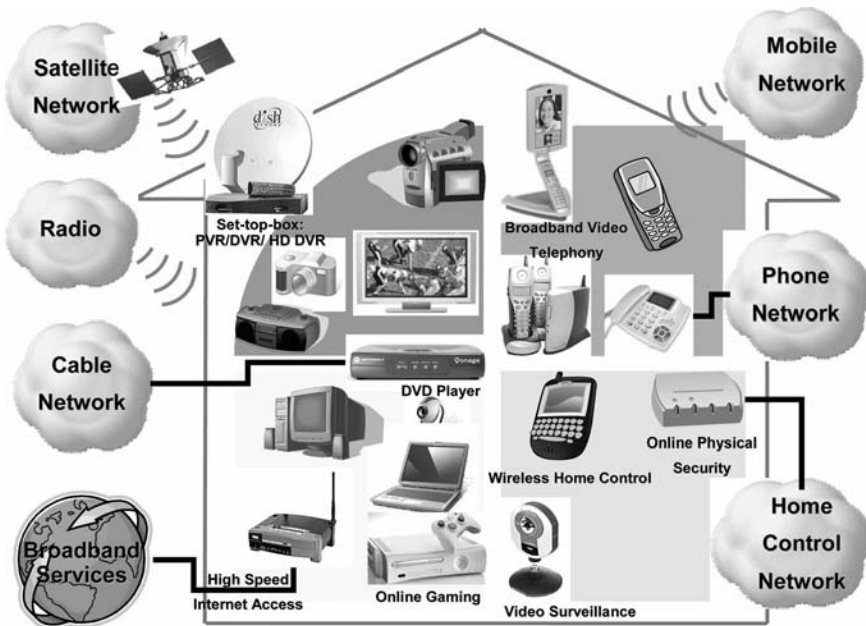 Satellite
Network
Mobile
Network
dish
Set-top-box:
PVR/DVR/ HD DVR
Broadband Video
Telephony
Radio
Phone
Network
Cable
Network
Vonage
DVD Player
Wireless Home Control
Online Physical
Security
Broadband
Services
High Speed
Internet Access
Online Gaming
Video Surveillance
Home
Control
Network